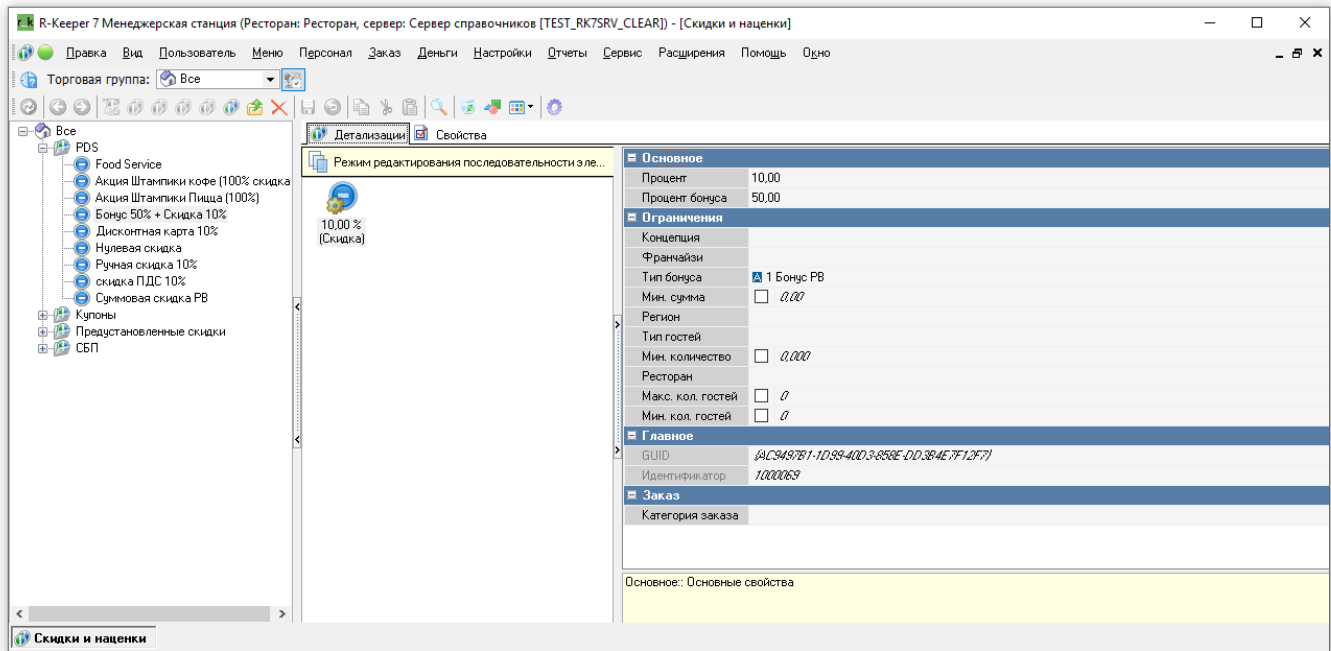 R-Keeper 7 Менеджерская станция (Ресторан: Ресторан, сервер: Сервер справочников [TEST_RK7SRV_CLEAR]) - [Скидки и наценки]
Правка Вид Пользователь Меню Персонал Заказ Деньги Настройки Отчеты Сервис Расширения Помощь Окно
Торговая группа: Все
Все
PDS
Food Service
Акция Штампики кофе (100% скидка
Акция Штампики Пицца (100%)
Бонус 50% + Скидка 10%
Дисконтная карта 10%
Нулевая скидка
Ручная скидка 10%
скидка ПДС 10%
Суммовая скидка РВ
Купоны
Предустановленные скидки
СБП
Детализации Свойства
Режим редактирования последовательности эле...
10,00 %
(Скидка)
Основное
Процент 10,00
Процент бонуса 50,00
Ограничения
Концепция
Франчайзи
Тип бонуса 1 Бонус РВ
Мин. сумма 0,00
Регион
Тип гостей
Мин. количество 0,000
Ресторан
Макс. кол. гостей 0
Мин. кол. гостей 0
Главное
GUID {AC9497B1-1D99-40D3-858E-DD3B4E7F12F7}
Идентификатор 1000069
Заказ
Категория заказа
Основное:: Основные свойства
Скидки и наценки